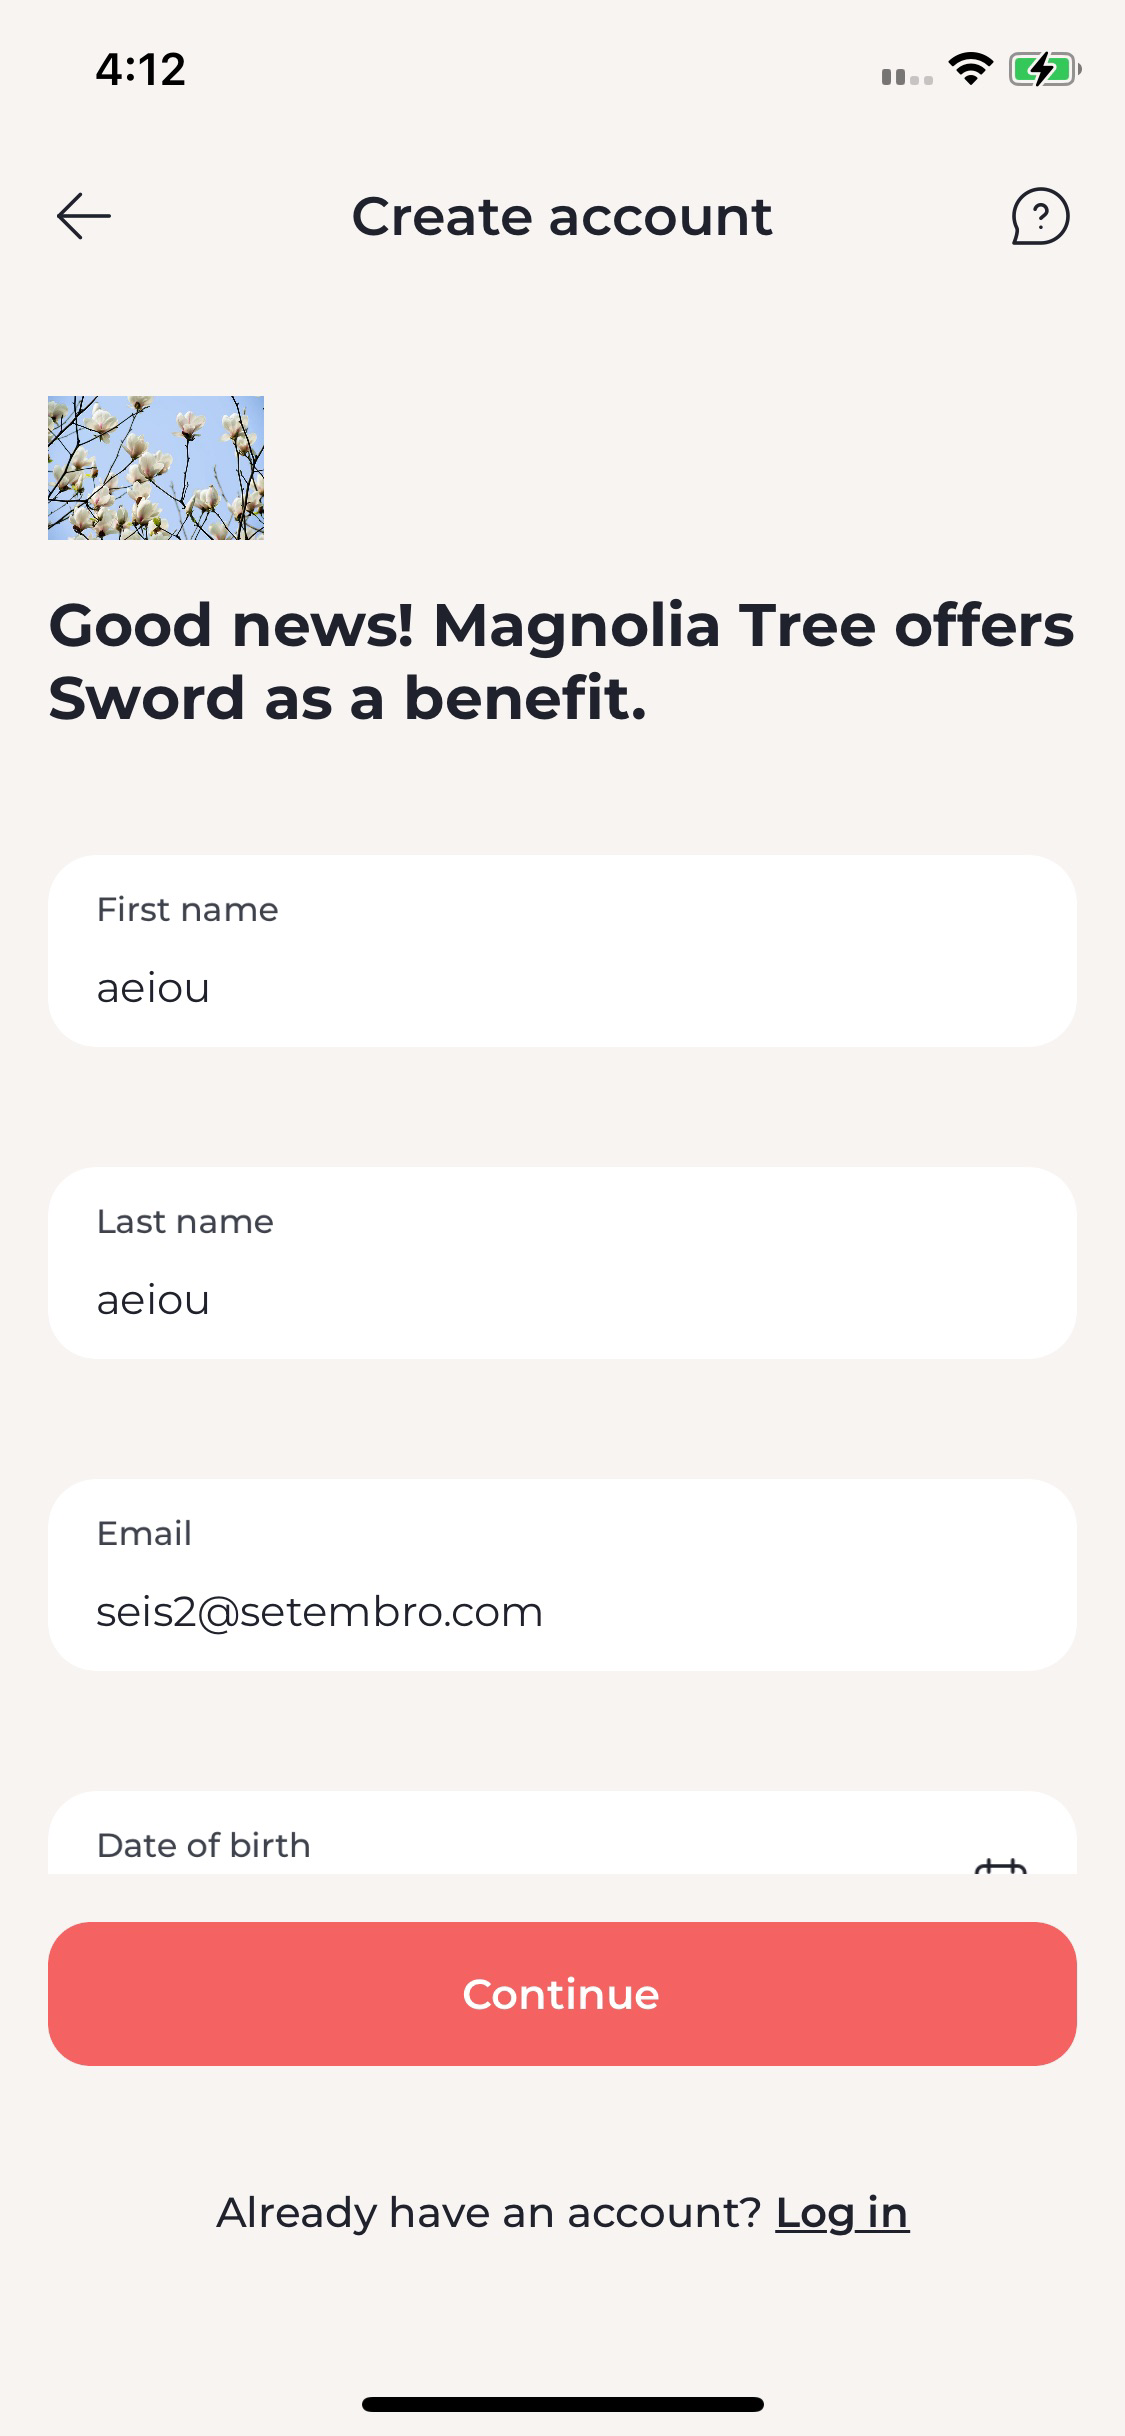 4:12
Create account
Good news! Magnolia Tree offers
Sword as a benefit.
First name
aeiou
Last name
aeiou
Email
seis2@setembro.com
Date of birth
Continue
Already have an account? Log in